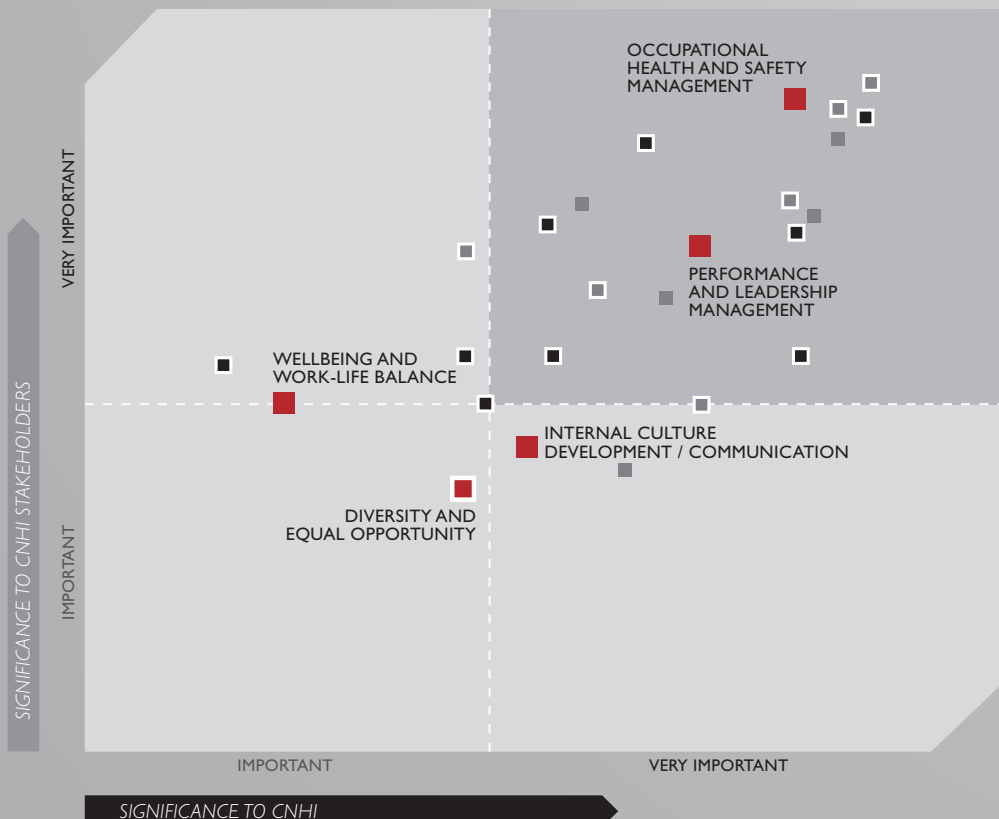 OCCUPATIONAL
HEALTH AND SAFETY
MANAGEMENT
VERY IMPORTANT
PERFORMANCE
AND LEADERSHIP
MANAGEMENT
WELLBEING AND
WORK-LIFE BALANCE
SIGNIFICANCE TO CNHI STAKEHOLDERS
INTERNAL CULTURE
DEVELOPMENT / COMMUNICATION
DIVERSITY AND
EQUAL OPPORTUNITY
IMPORTANT
IMPORTANT
VERY IMPORTANT
SIGNIFICANCE TO CNHI